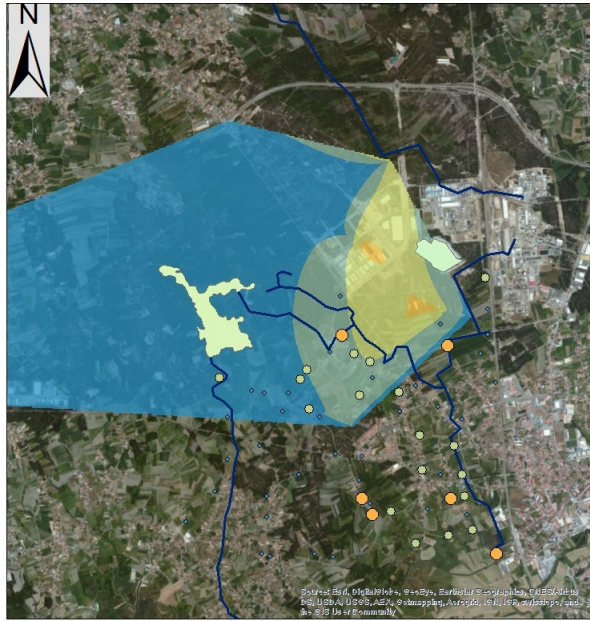 N
Source: Esri, DigitalGlobe, GeoEye, Earthstar Geographics, CNES/Airbus
DS, USDA, USGS, AEX, Getmapping, Aerogrid, IGN, IGP, swisstopo, and
the GIS User Community